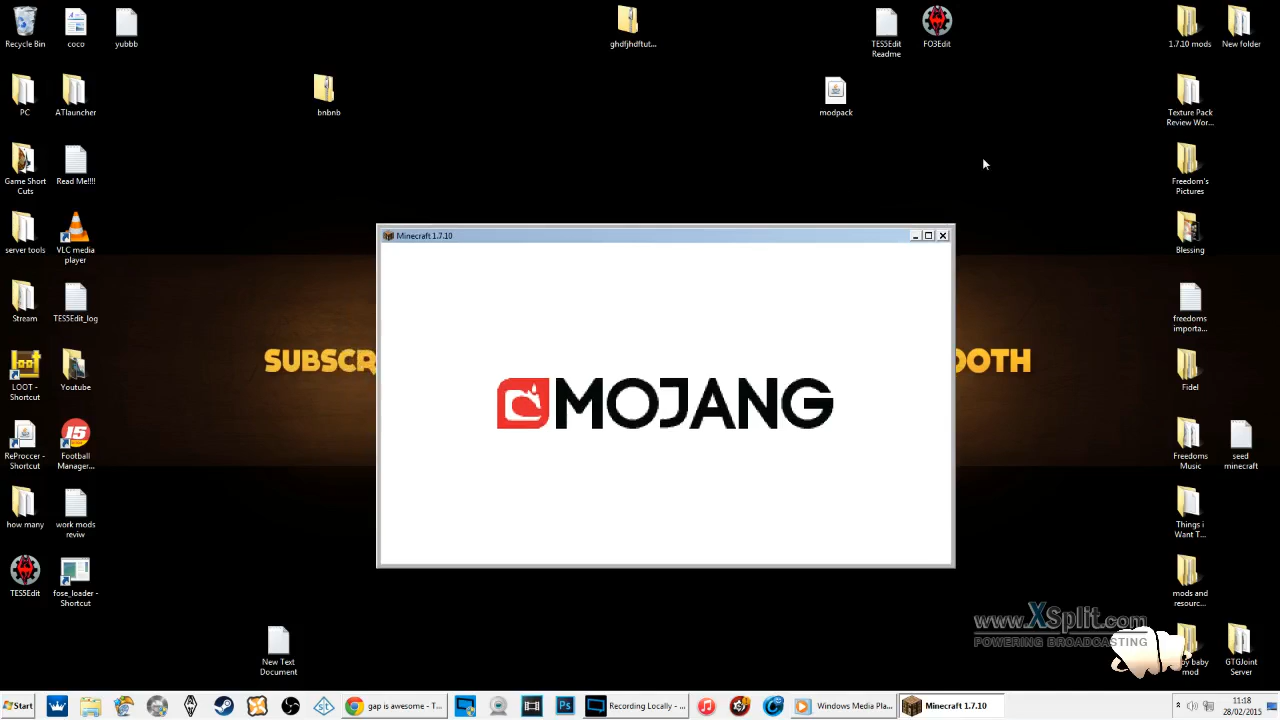 Recycle Bin
coco
yubbb
ghdfjhdftut...
TES5Edit
Readme
FO3Edit
1.7.10 mods
New folder
PC
ATlauncher
bnbnb
modpack
Texture Pack
Review Wor...
Game Short
Cuts
Read Me!!!!
Freedom's
Pictures
server tools
VLC media
player
Minecraft 1.7.10
Blessing
Stream
TES5Edit_log
freedoms
importa...
SUBSCR
MOJANG
OOTH
LOOT -
Shortcut
Youtube
Fidel
ReProccer -
Shortcut
15
Football
Manager...
Freedoms
Music
seed
minecraft
how many
work mods
reviw
Things i
Want T...
TES5Edit
fose_loader -
Shortcut
mods and
resourc...
www.XSplit.com
POWERING BROADCASTING
New Text
Document
baby
mod
GTGJoint
Server
Start
Ps
gap is awesome - T...
Recording Locally - ...
Windows Media Pla...
Minecraft 1.7.10
11:18
28/02/2015